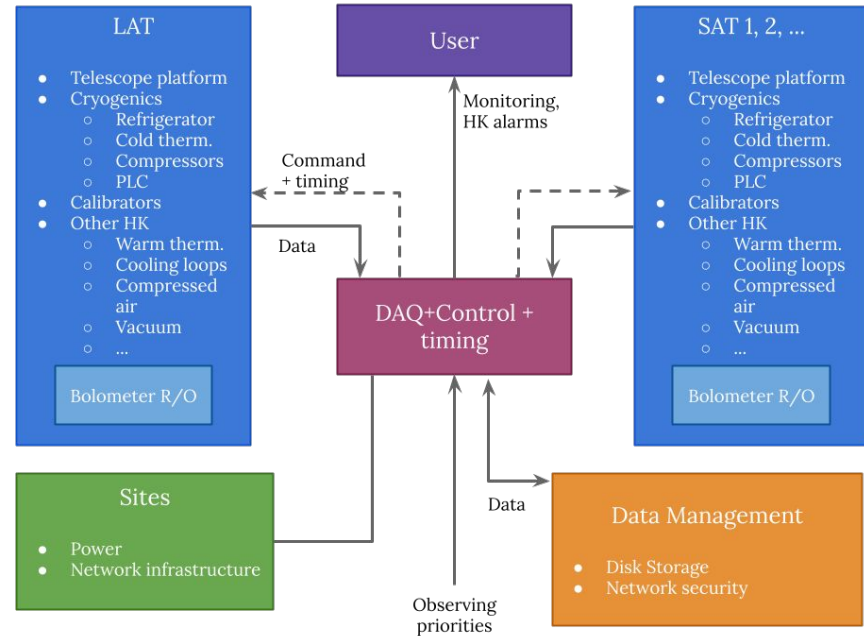 LAT
● Telescope platform
● Cryogenics
○ Refrigerator
○ Cold therm.
○ Compressors
○ PLC
● Calibrators
● Other HK
○ Warm therm.
○ Cooling loops
○ Compressed
air
○ Vacuum
○ ...
Bolometer R/O
User
Monitoring,
HK alarms
Command
+ timing
Data
DAQ+Control +
timing
SAT 1, 2, ...
● Telescope platform
● Cryogenics
○ Refrigerator
○ Cold therm.
○ Compressors
○ PLC
● Calibrators
● Other HK
○ Warm therm.
○ Cooling loops
○ Compressed
air
○ Vacuum
○ ...
Bolometer R/O
Sites
● Power
● Network infrastructure
Data
Observing
priorities
Data Management
● Disk Storage
● Network security